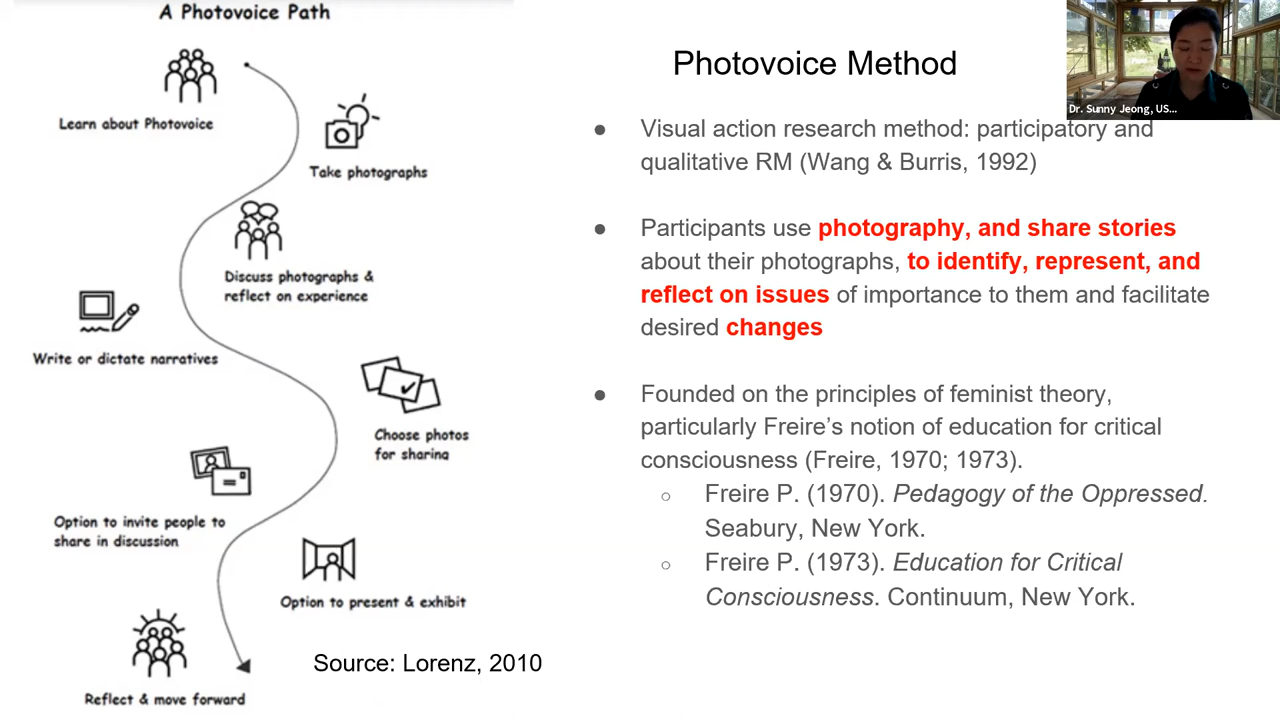 A Photovoice Path
Learn about Photovoice
Take photographs
Discuss photographs &
reflect on experience
Write or dictate narratives
Choose photos
for sharing
Option to invite people to
share in discussion
Option to present & exhibit
Reflect & move forward
Source: Lorenz, 2010
Photovoice Method
● Visual action research method: participatory and
qualitative RM (Wang & Burris, 1992)
● Participants use photography, and share stories
about their photographs, to identify, represent, and
reflect on issues of importance to them and facilitate
desired changes
● Founded on the principles of feminist theory,
particularly Freire’s notion of education for critical
consciousness (Freire, 1970; 1973).
○ Freire P. (1970). Pedagogy of the Oppressed.
Seabury, New York.
○ Freire P. (1973). Education for Critical
Consciousness. Continuum, New York.
Dr. Sunny Jeong, US...